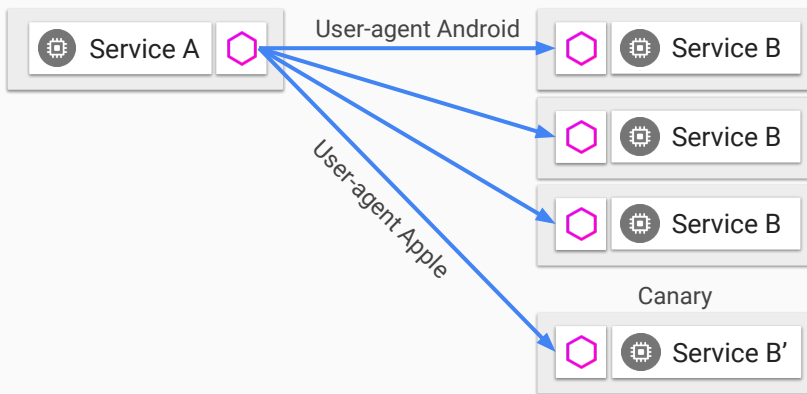 Service A
User-agent Android
Service B
Service B
User-agent Apple
Service B
Canary
Service B’